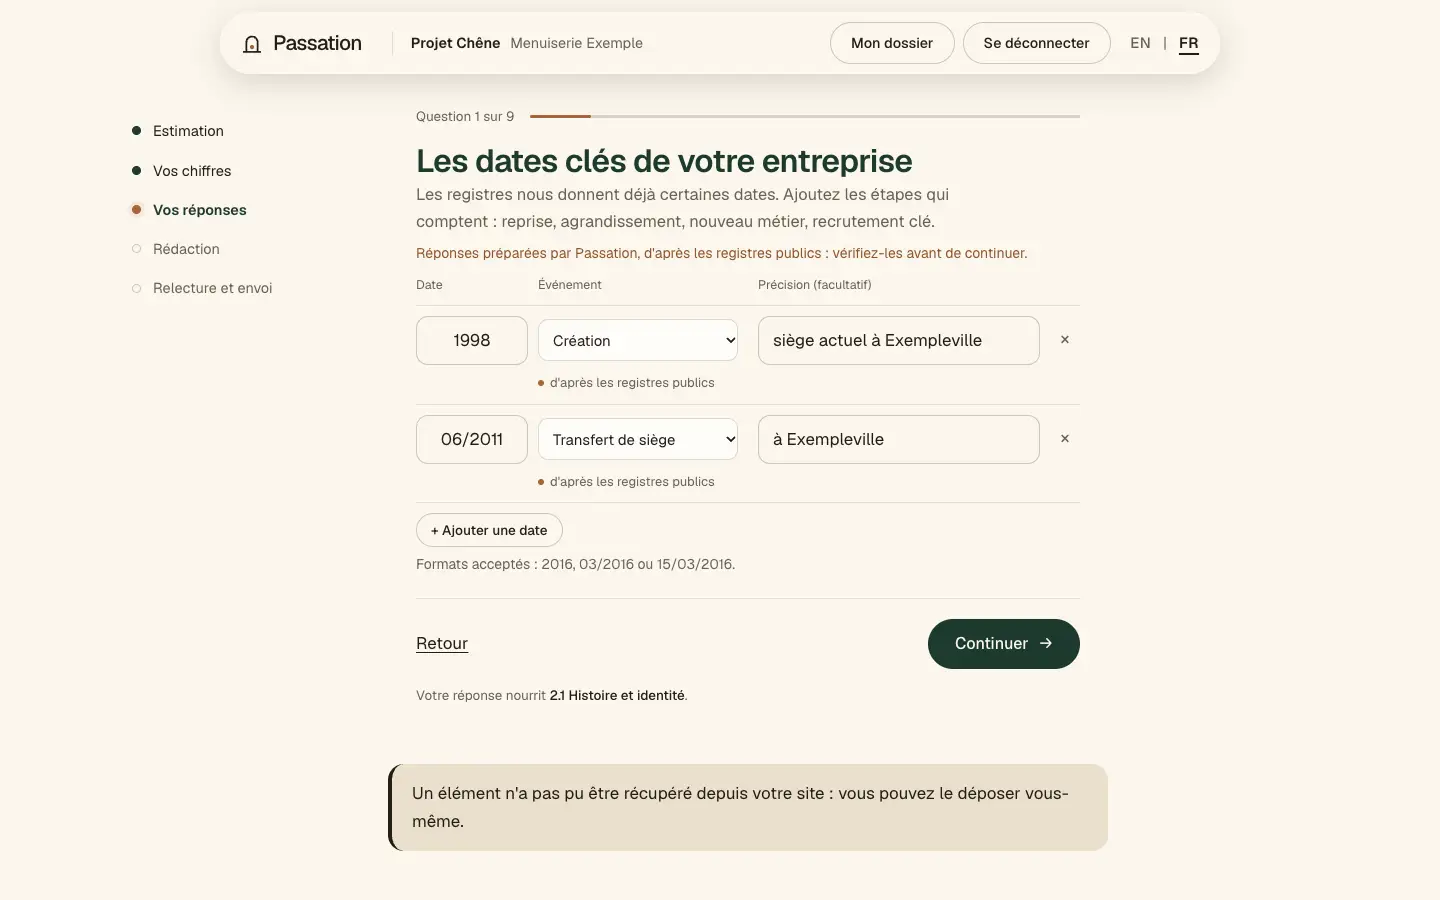 Passation
Projet Chêne Menuiserie Exemple
Mon dossier
Se déconnecter
EN | FR
Estimation
Vos chiffres
Vos réponses
Rédaction
Relecture et envoi
Question 1 sur 9
Les dates clés de votre entreprise
Les registres nous donnent déjà certaines dates. Ajoutez les étapes qui
comptent : reprise, agrandissement, nouveau métier, recrutement clé.
Réponses préparées par Passation, d'après les registres publics : vérifiez-les avant de continuer.
Date Événement Précision (facultatif)
1998 Création siège actuel à Exempleville ×
d'après les registres publics
06/2011 Transfert de siège à Exempleville ×
d'après les registres publics
+ Ajouter une date
Formats acceptés : 2016, 03/2016 ou 15/03/2016.
Retour
Continuer →
Votre réponse nourrit 2.1 Histoire et identité.
Un élément n'a pas pu être récupéré depuis votre site : vous pouvez le déposer vous-
même.